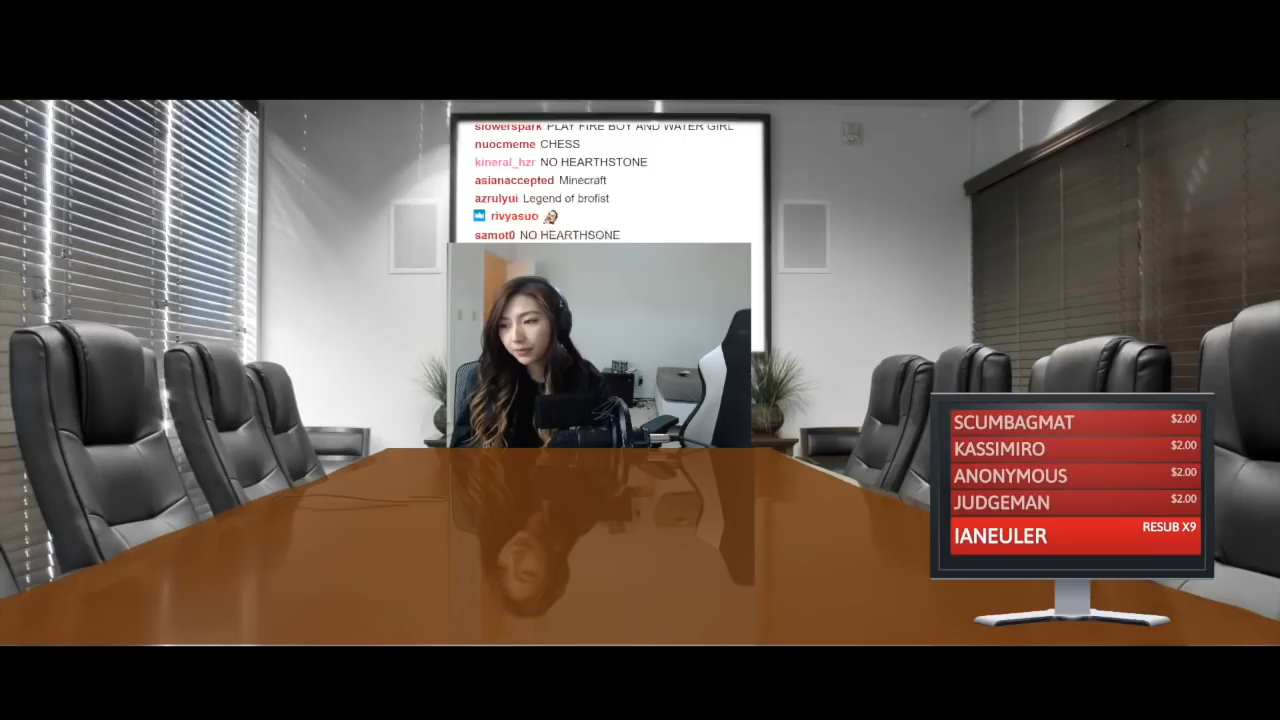 slowerspark PLAY FIRE BOY AND WATER GIRL
nuocmeme CHESS
kineral_hzr NO HEARTHSTONE
asianaccepted Minecraft
azrulyui Legend of brofist
rivyasuo
samot0 NO HEARTHSONE
SCUMBAGMAT $2.00
KASSIMIRO $2.00
ANONYMOUS $2.00
JUDGEMAN $2.00
IANEULER RESUB X9